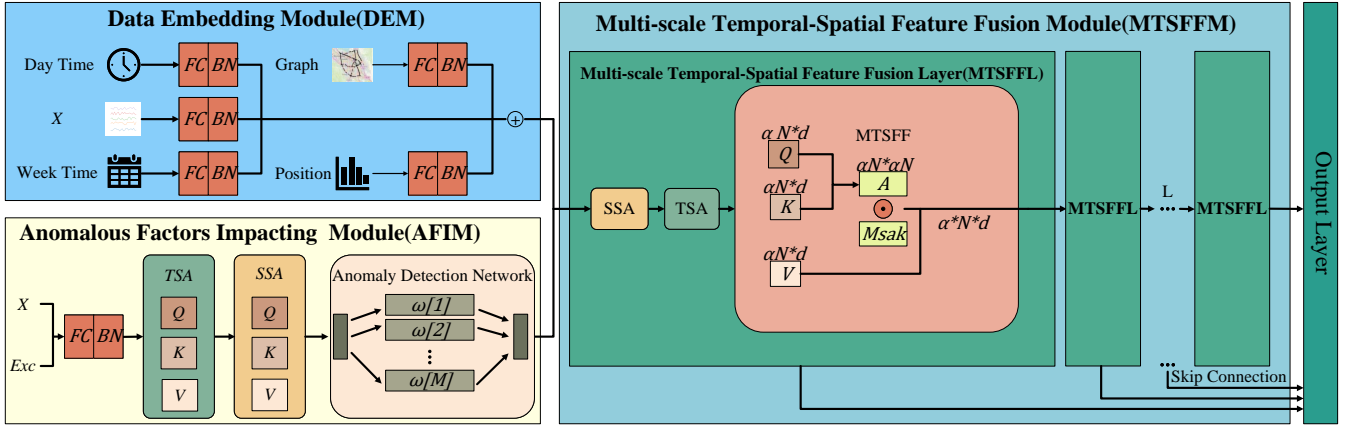 Data Embedding Module(DEM)
Day Time
FC BN
Graph
FC BN
X
FC BN
Week Time
FC BN
Position
FC BN
Anomalous Factors Impacting Module(AFIM)
X
Exc
FC BN
TSA
Q
K
V
SSA
Q
K
V
Anomaly Detection Network
ω[1]
ω[2]
ω[M]
Multi-scale Temporal-Spatial Feature Fusion Module(MTSFFM)
Multi-scale Temporal-Spatial Feature Fusion Layer(MTSFFL)
SSA
TSA
α N*d
Q
αN*d
K
αN*d
V
MTSFF
αN*αN
A
Msak
α*N*d
MTSFFL
L
MTSFFL
Skip Connection
Output Layer